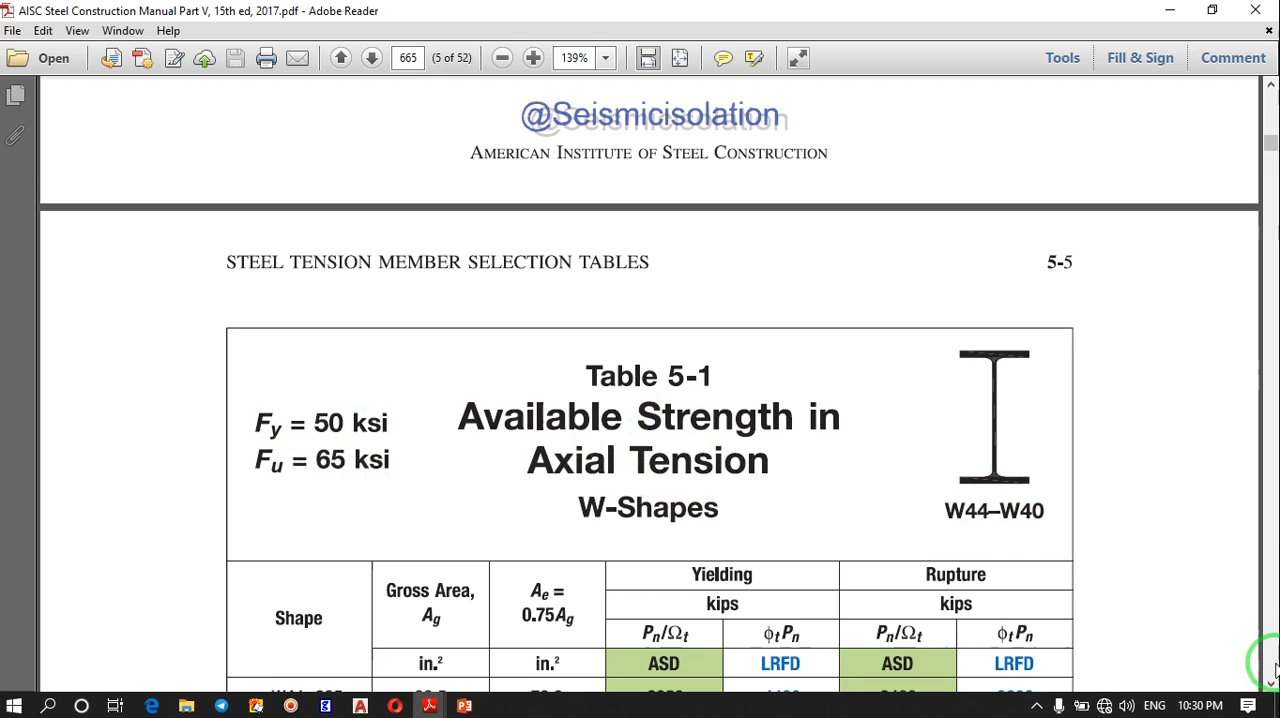 AISC Steel Construction Manual Part V, 15th ed, 2017.pdf - Adobe Reader
File Edit View Window Help
Open 665 (5 of 52) 139% Tools Fill & Sign Comment
@Seismicisolation
AMERICAN INSTITUTE OF STEEL CONSTRUCTION
STEEL TENSION MEMBER SELECTION TABLES 5-5
Table 5-1
Available Strength in
Axial Tension
W-Shapes
Fy = 50 ksi
Fu = 65 ksi
W44–W40
Shape
Gross Area, Ag
Ae = 0.75Ag
Yielding Rupture
kips kips
Pn/Ωt ϕtPn Pn/Ωt ϕtPn
in.² in.² ASD LRFD ASD LRFD
ENG 10:30 PM